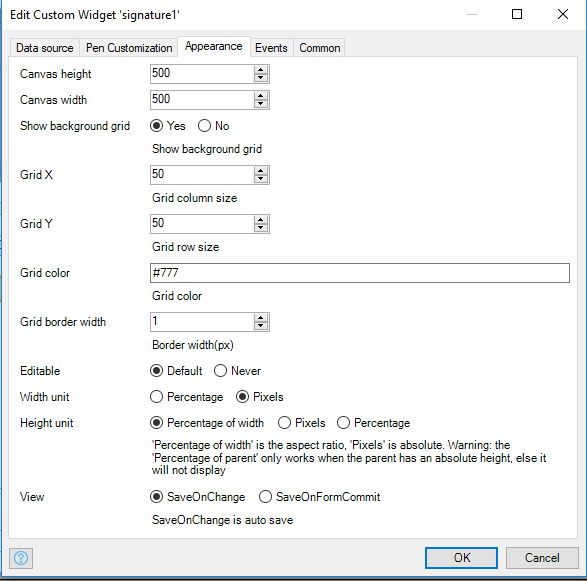 Edit Custom Widget 'signature1'
Data source Pen Customization Appearance Events Common
Canvas height 500
Canvas width 500
Show background grid Yes No
Show background grid
Grid X 50
Grid column size
Grid Y 50
Grid row size
Grid color #777
Grid color
Grid border width 1
Border width(px)
Editable Default Never
Width unit Percentage Pixels
Height unit Percentage of width Pixels Percentage
'Percentage of width' is the aspect ratio, 'Pixels' is absolute. Warning: the
'Percentage of parent' only works when the parent has an absolute height, else it
will not display
View SaveOnChange SaveOnFormCommit
SaveOnChange is auto save
? OK Cancel